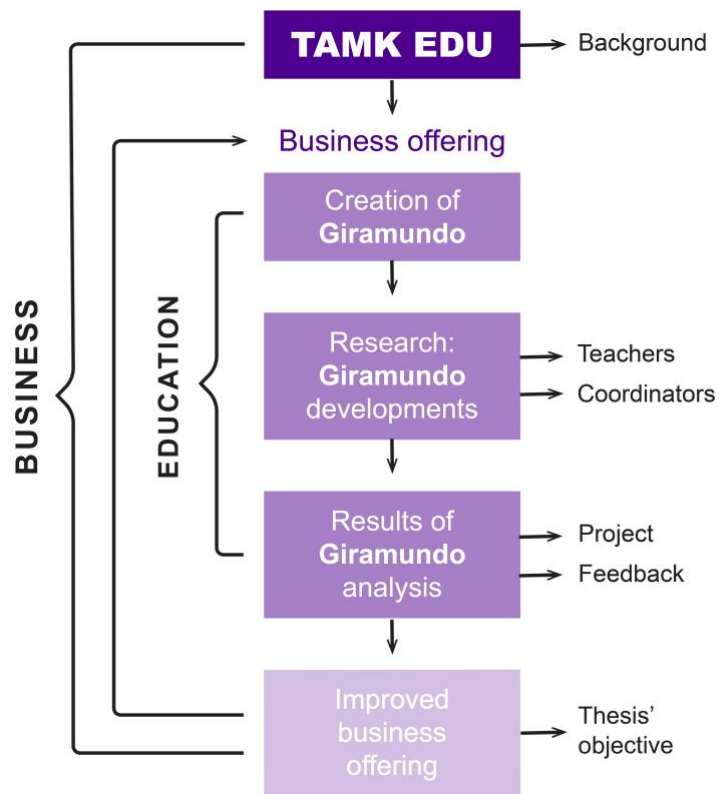 TAMK EDU
Background
Business offering
Creation of
Giramundo
Research:
Giramundo
developments
Teachers
Coordinators
Results of
Giramundo
analysis
Project
Feedback
Improved
business
offering
Thesis'
objective
BUSINESS
EDUCATION